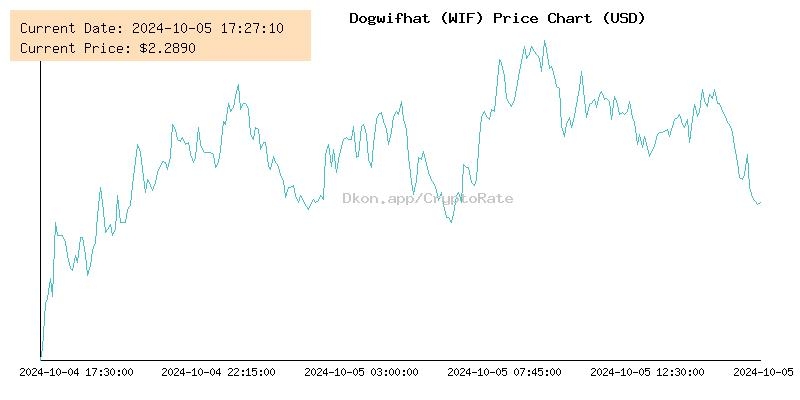 Dogwifhat (WIF) Price Chart (USD)
Current Date: 2024-10-05 17:27:10
Current Price: $2.2890
Dkon.app/CryptoRate
2024-10-04 17:30:00
2024-10-04 22:15:00
2024-10-05 03:00:00
2024-10-05 07:45:00
2024-10-05 12:30:00
2024-10-05